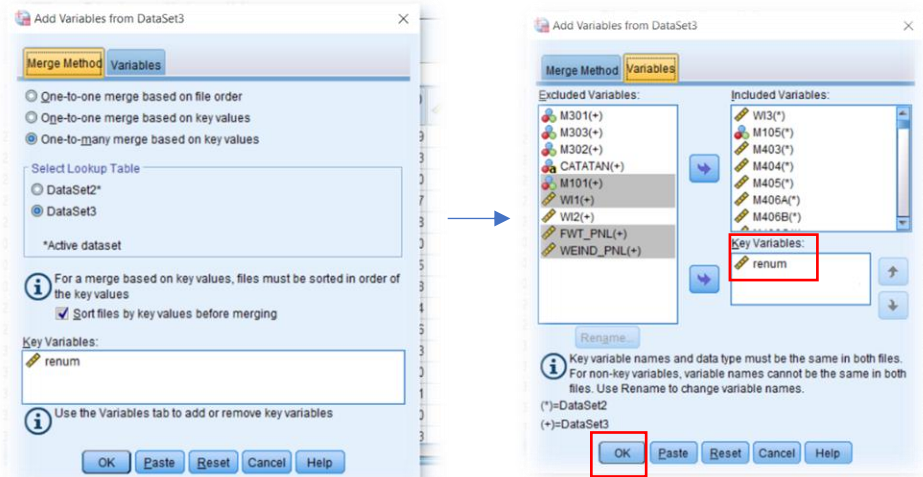 Add Variables from DataSet3
Merge Method Variables
One-to-one merge based on file order
One-to-one merge based on key values
One-to-many merge based on key values
Select Lookup Table
DataSet2*
DataSet3
*Active dataset
For a merge based on key values, files must be sorted in order of
the key values
Sort files by key values before merging
Key Variables:
renum
Use the Variables tab to add or remove key variables
OK Paste Reset Cancel Help
Add Variables from DataSet3
Merge Method Variables
Excluded Variables:
M301(+)
M303(+)
M302(+)
CATATAN(+)
M101(+)
WI1(+)
WI2(+)
FWT_PNL(+)
WEIND_PNL(+)
Included Variables:
WI3(*)
M105(*)
M403(*)
M404(*)
M405(*)
M406A(*)
M406B(*)
Key Variables:
renum
Rename...
Key variable names and data type must be the same in both files.
For non-key variables, variable names cannot be the same in both
files. Use Rename to change variable names.
(*)=DataSet2
(+)=DataSet3
OK Paste Reset Cancel Help